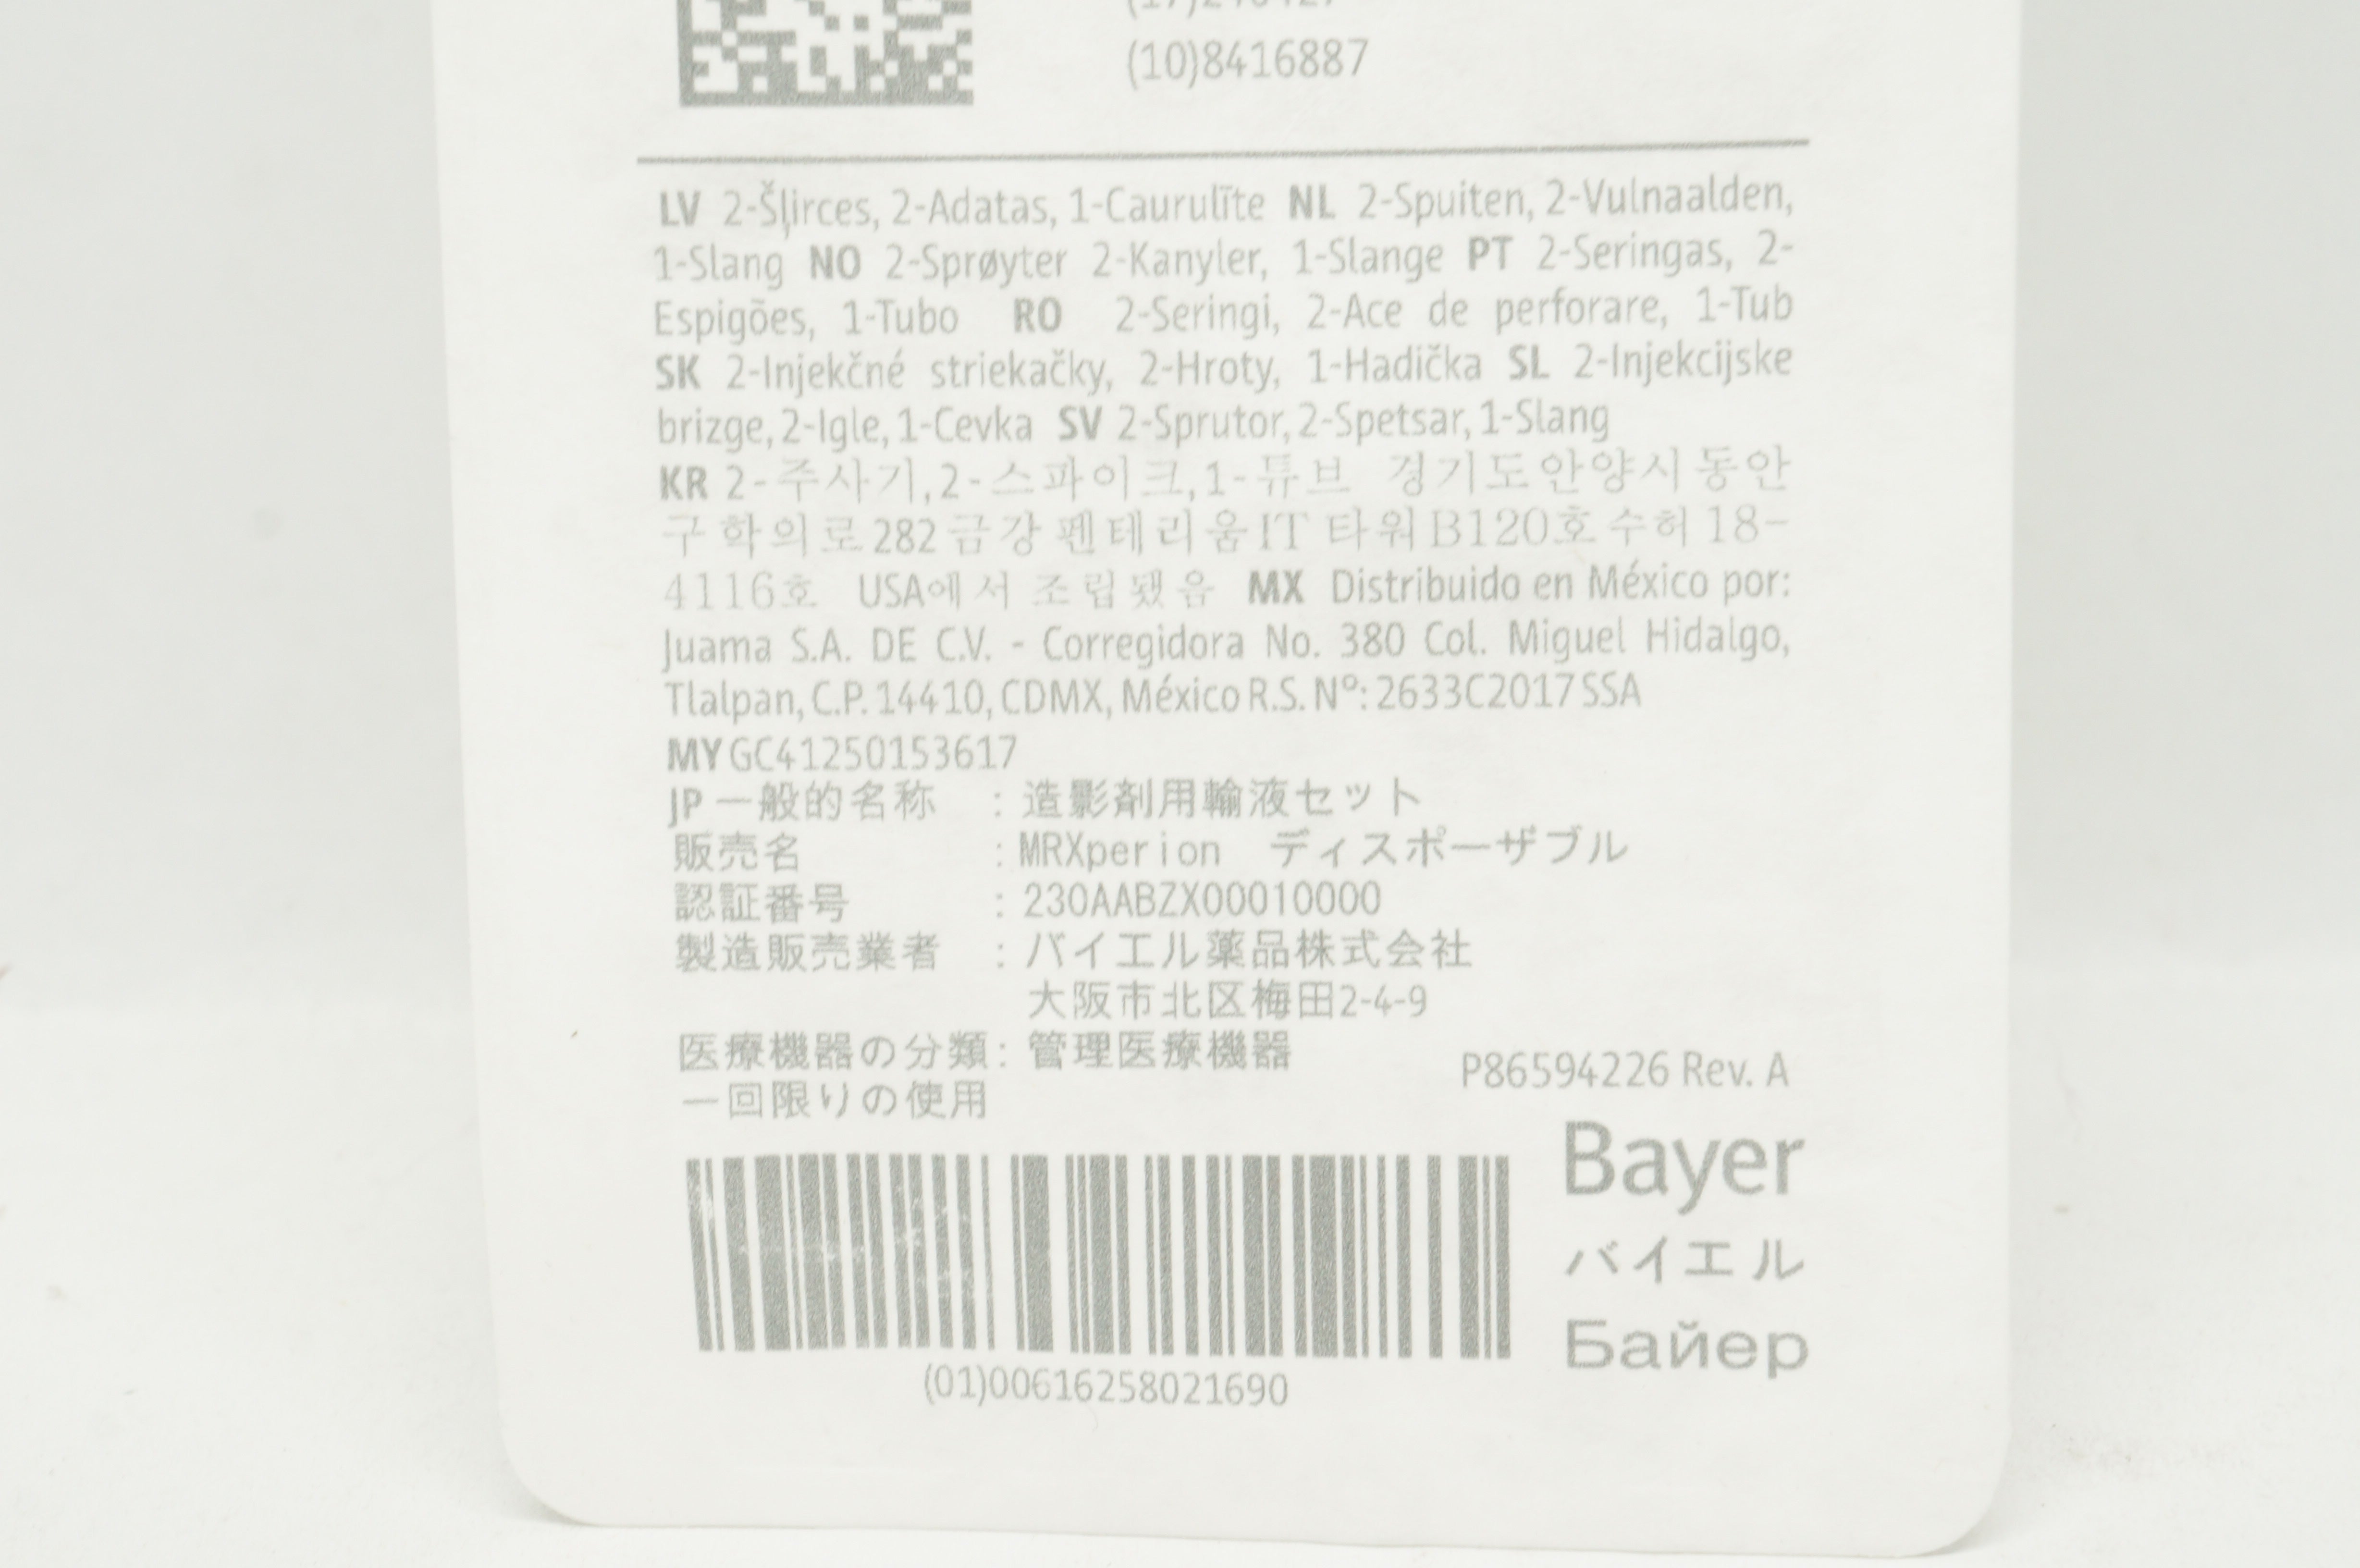 (10)8416887
LV 2-Šļirces, 2-Adatas, 1-Caurulīte NL 2-Spuiten, 2-Vulnaalden,
1-Slang NO 2-Sprøyter 2-Kanyler, 1-Slange PT 2-Seringas, 2-
Espigões, 1-Tubo RO 2-Seringi, 2-Ace de perforare, 1-Tub
SK 2-Injekčné striekačky, 2-Hroty, 1-Hadička SL 2-Injekcijske
brizge, 2-Igle, 1-Cevka SV 2-Sprutor, 2-Spetsar, 1-Slang
KR 2-주사기, 2-스파이크, 1-튜브 경기도안양시동안
구 학의로 282 금강 펜테리움IT 타워B120호 수허 18-
4116호 USA에서 조립됐음 MX Distribuido en México por:
Juama S.A. DE C.V. - Corregidora No. 380 Col. Miguel Hidalgo,
Tlalpan, C.P. 14410, CDMX, México R.S. Nº: 2633C2017 SSA
MY GC41250153617
JP 一般的名称 : 造影剤用輸液セット
販売名 : MRXperion ディスポーザブル
認証番号 : 230AABZX00010000
製造販売業者 : バイエル薬品株式会社
大阪市北区梅田2-4-9
医療機器の分類: 管理医療機器
一回限りの使用
P86594226 Rev. A
Bayer
バイエル
Байер
(01)00616258021690